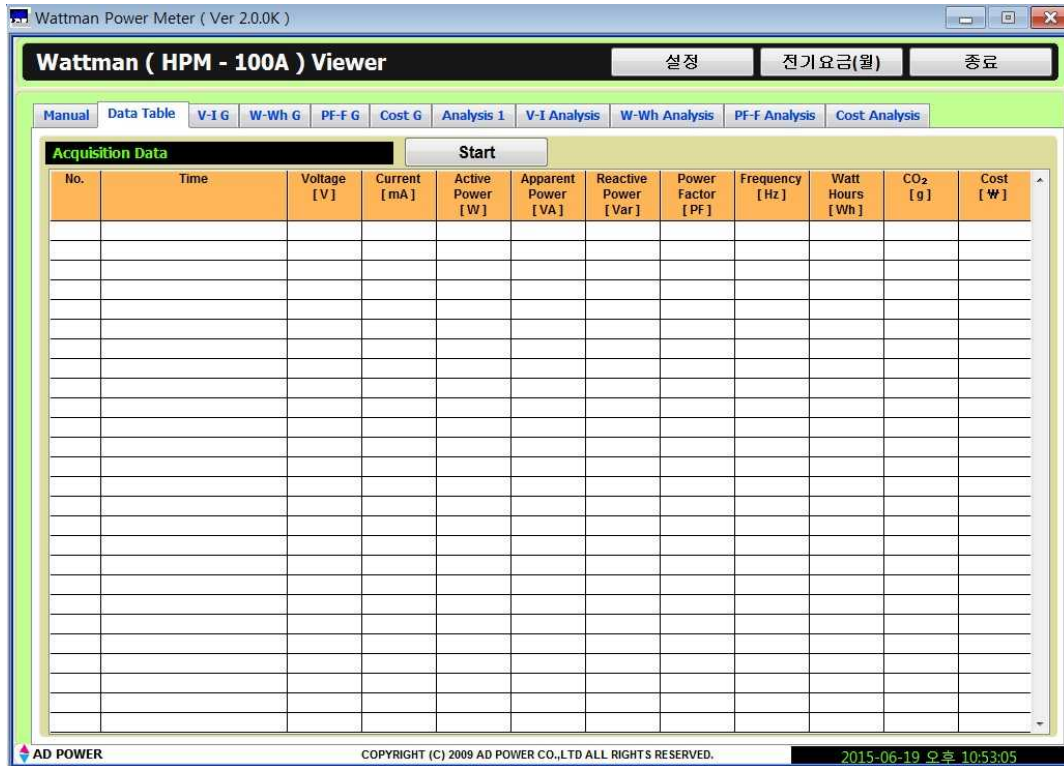 Wattman Power Meter ( Ver 2.0.0K )
Wattman ( HPM - 100A ) Viewer 설정 전기요금(월) 종료
Manual Data Table V-I G W-Wh G PF-F G Cost G Analysis 1 V-I Analysis W-Wh Analysis PF-F Analysis Cost Analysis
Acquisition Data Start
No. Time Voltage Current Active Apparent Reactive Power Frequency Watt CO₂ Cost
[ V ] [ mA ] Power Power Power Factor [ Hz ] Hours [ g ] [ ₩ ]
[ W ] [ VA ] [ Var ] [ PF ] [ Wh ]
AD POWER COPYRIGHT (C) 2009 AD POWER CO.,LTD ALL RIGHTS RESERVED. 2015-06-19 오후 10:53:05